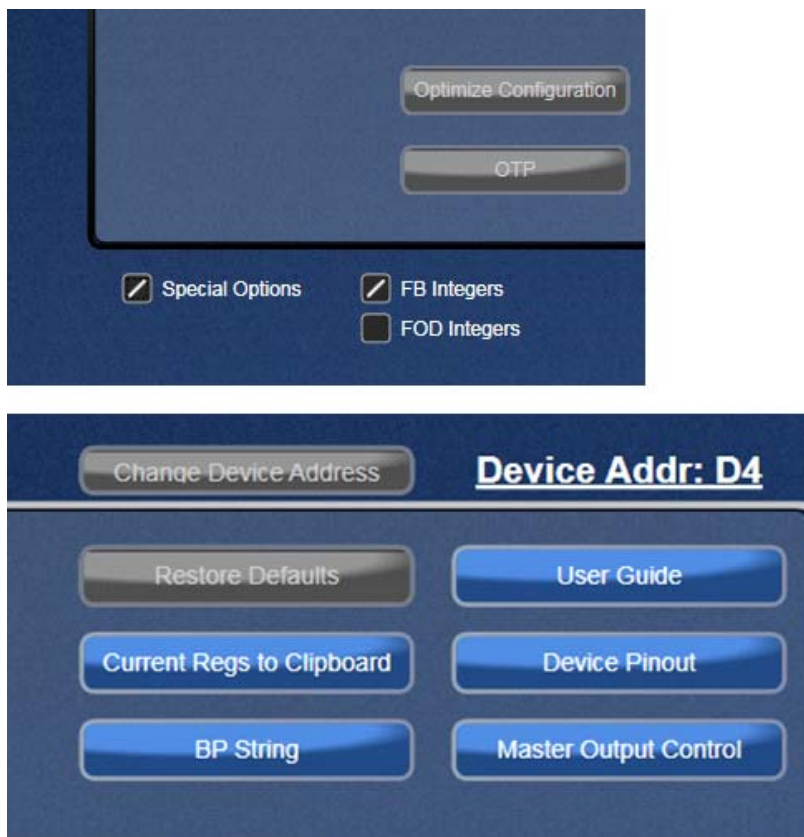 Optimize Configuration
OTP
Special Options
FB Integers
FOD Integers
Change Device Address
Device Addr: D4
Restore Defaults
User Guide
Current Regs to Clipboard
Device Pinout
BP String
Master Output Control